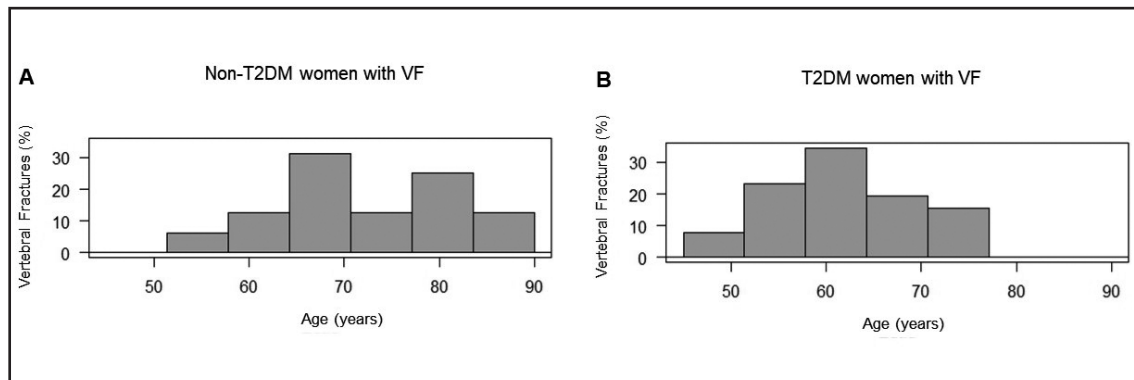 A
Non-T2DM women with VF
Vertebral Fractures (%)
30
20
10
0
50 60 70 80 90
Age (years)
B
T2DM women with VF
Vertebral Fractures (%)
30
20
10
0
50 60 70 80 90
Age (years)